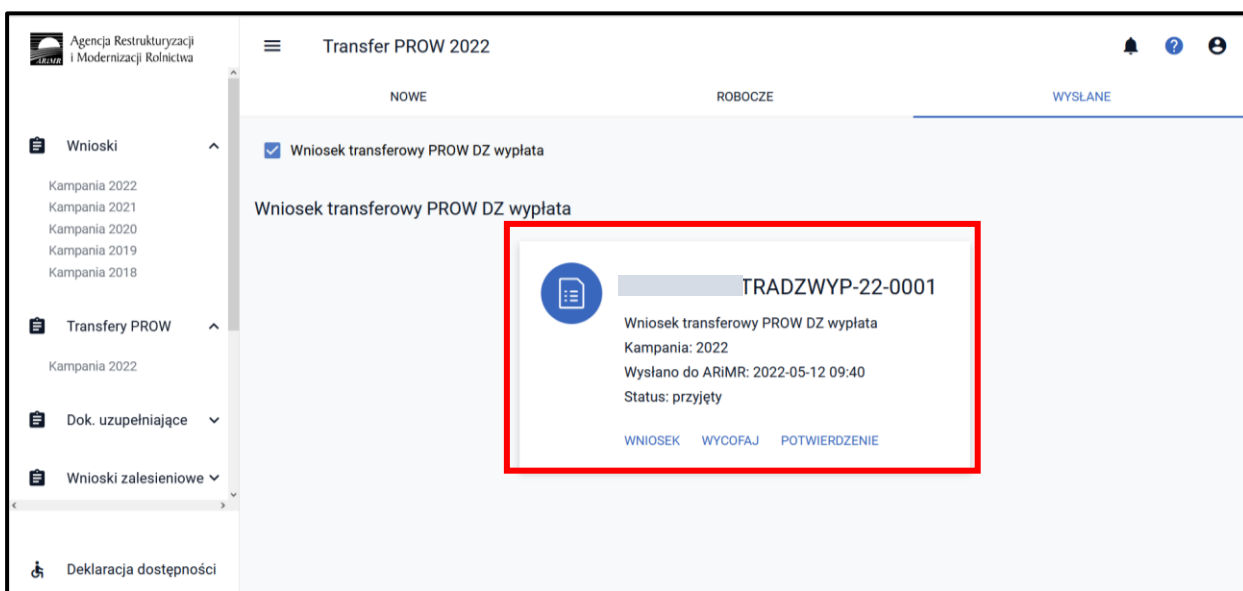 Agencja Restrukturyzacji
i Modernizacji Rolnictwa
ARiMR
Transfer PROW 2022
NOWE
ROBOCZE
WYSŁANE
Wnioski
Kampania 2022
Kampania 2021
Kampania 2020
Kampania 2019
Kampania 2018
Transfery PROW
Kampania 2022
Dok. uzupełniające
Wnioski zalesieniowe
Deklaracja dostępności
Wniosek transferowy PROW DZ wypłata
Wniosek transferowy PROW DZ wypłata
TRADZWYP-22-0001
Wniosek transferowy PROW DZ wypłata
Kampania: 2022
Wysłano do ARiMR: 2022-05-12 09:40
Status: przyjęty
WNIOSEK WYCOFAJ POTWIERDZENIE